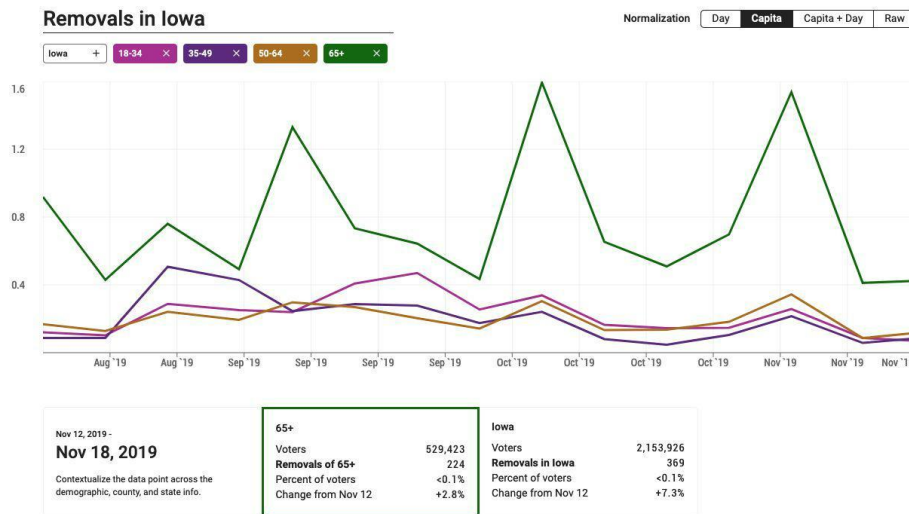 Removals in Iowa
Normalization Day Capita Capita + Day Raw
Iowa + 18-34 × 35-49 × 50-64 × 65+ ×
1.6
1.2
0.8
0.4
Aug '19 Aug '19 Sep '19 Sep '19 Sep '19 Sep '19 Oct '19 Oct '19 Oct '19 Oct '19 Nov '19 Nov '19 Nov '1
Nov 12, 2019 -
Nov 18, 2019
Contextualize the data point across the
demographic, county, and state info.
65+
Voters 529,423
Removals of 65+ 224
Percent of voters <0.1%
Change from Nov 12 +2.8%
Iowa
Voters 2,153,926
Removals in Iowa 369
Percent of voters <0.1%
Change from Nov 12 +7.3%